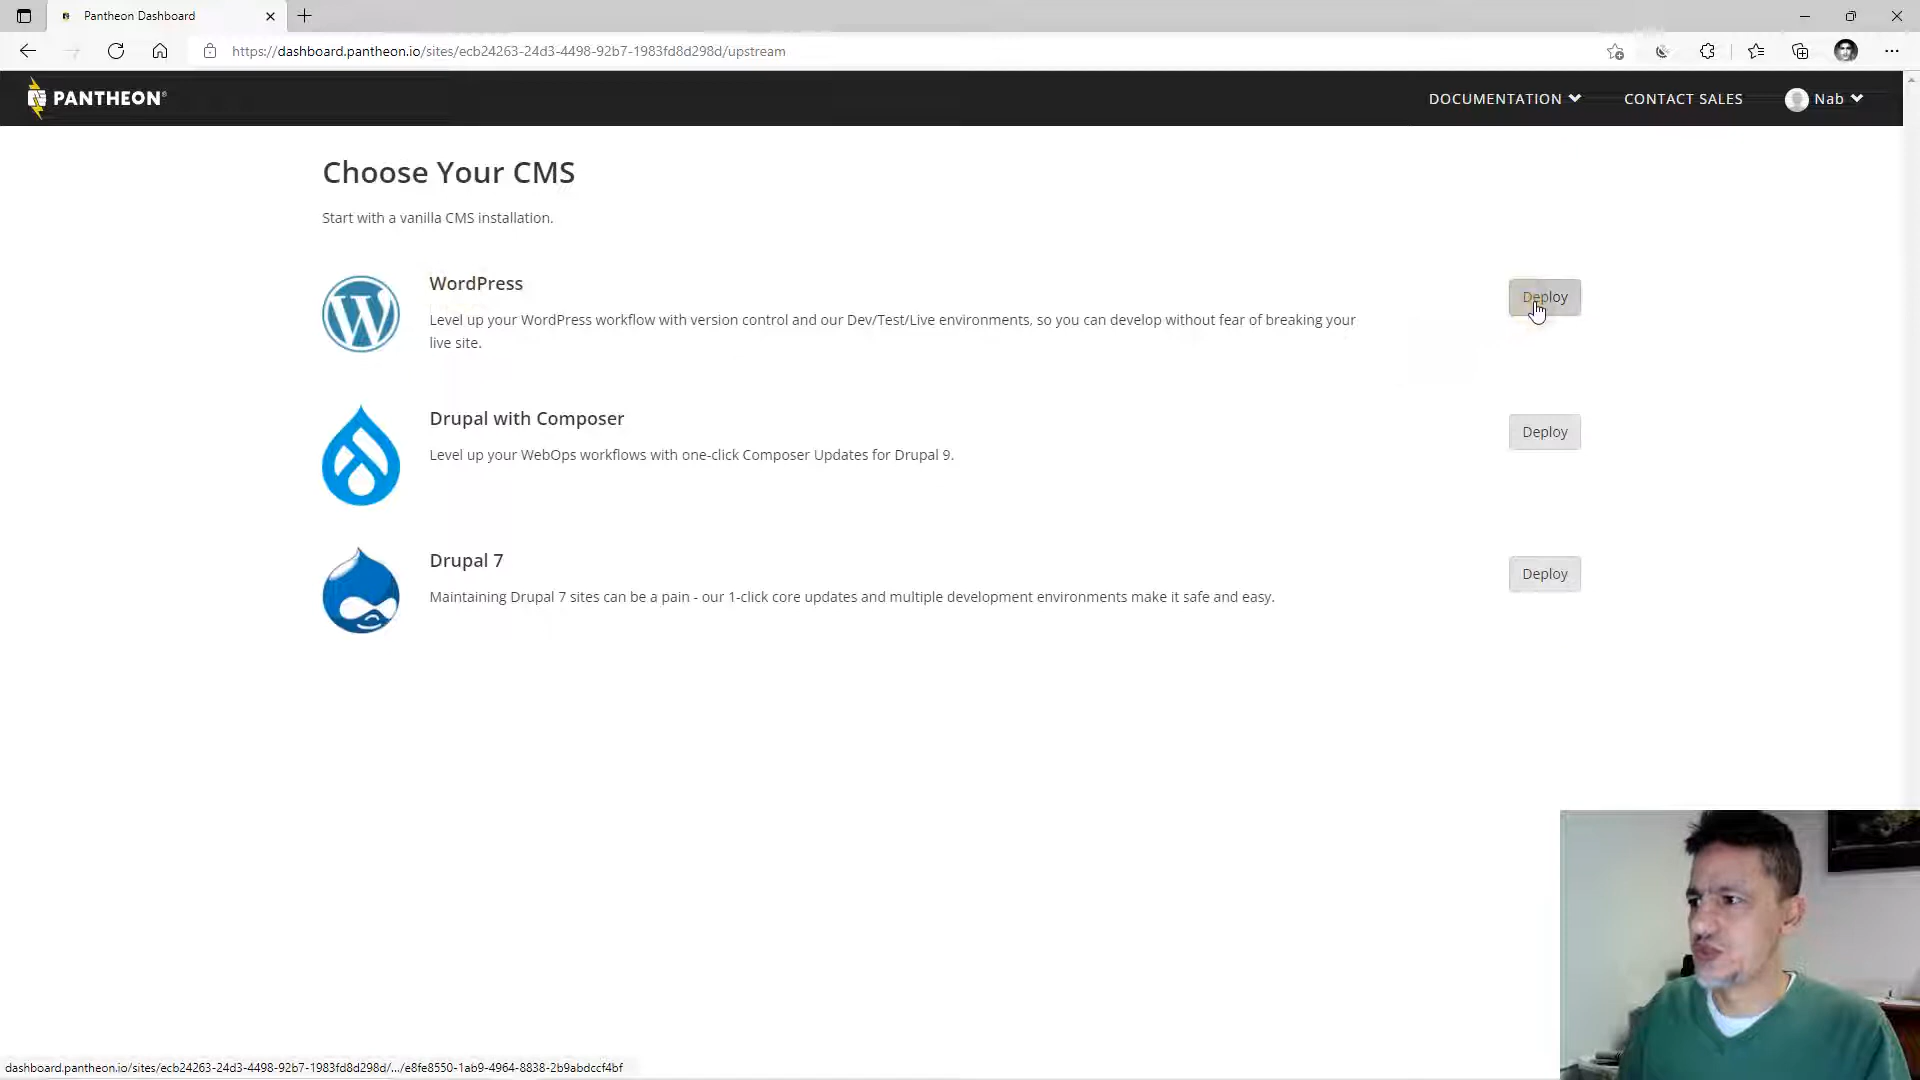 Pantheon Dashboard
https://dashboard.pantheon.io/sites/ecb24263-24d3-4498-92b7-1983fd8d298d/upstream
PANTHEON®
DOCUMENTATION
CONTACT SALES
Nab
Choose Your CMS
Start with a vanilla CMS installation.
WordPress
Deploy
Level up your WordPress workflow with version control and our Dev/Test/Live environments, so you can develop without fear of breaking your
live site.
Drupal with Composer
Deploy
Level up your WebOps workflows with one-click Composer Updates for Drupal 9.
Drupal 7
Deploy
Maintaining Drupal 7 sites can be a pain - our 1-click core updates and multiple development environments make it safe and easy.
dashboard.pantheon.io/sites/ecb24263-24d3-4498-92b7-1983fd8d298d/.../e8fe8550-1ab9-4964-8838-2b9abdccf4bf